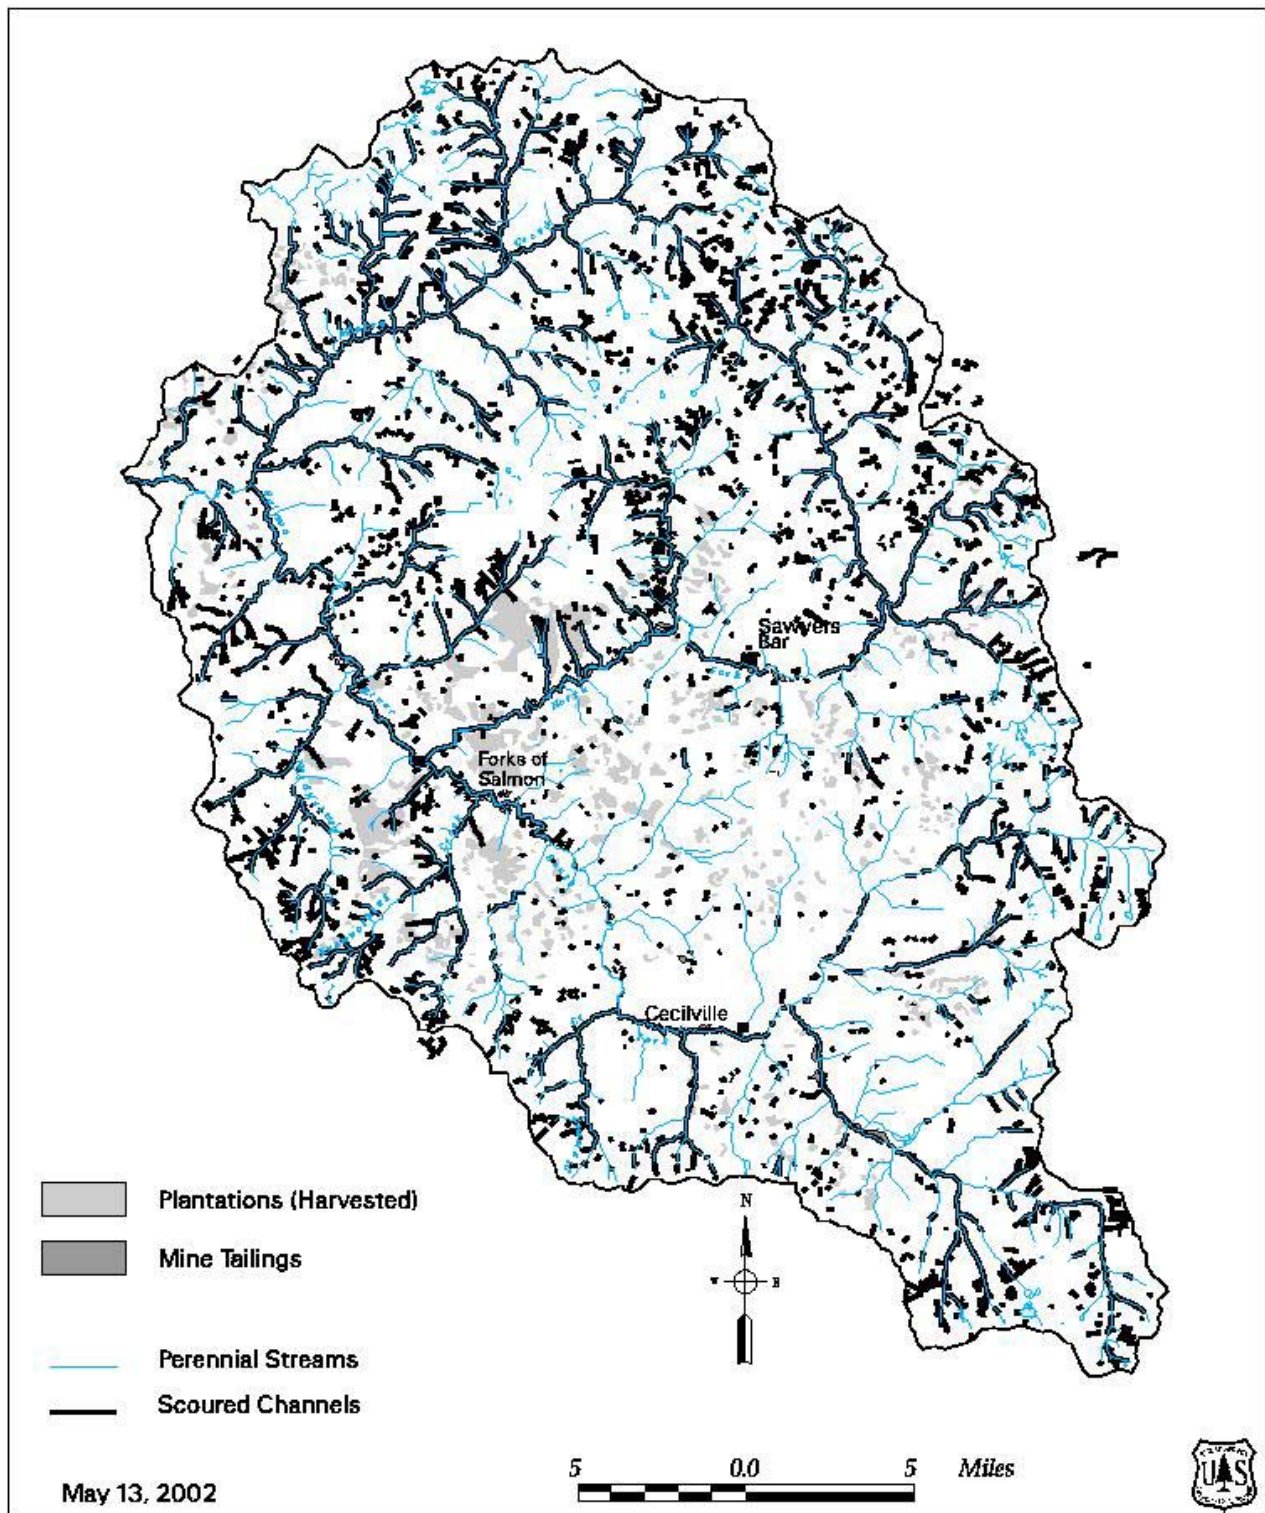 Sawyers
Bar
Forks of
Salmon
Cecilville
Plantations (Harvested)
Mine Tailings
N
W
E
Perennial Streams
Scoured Channels
5
0.0
5
Miles
May 13, 2002
U S